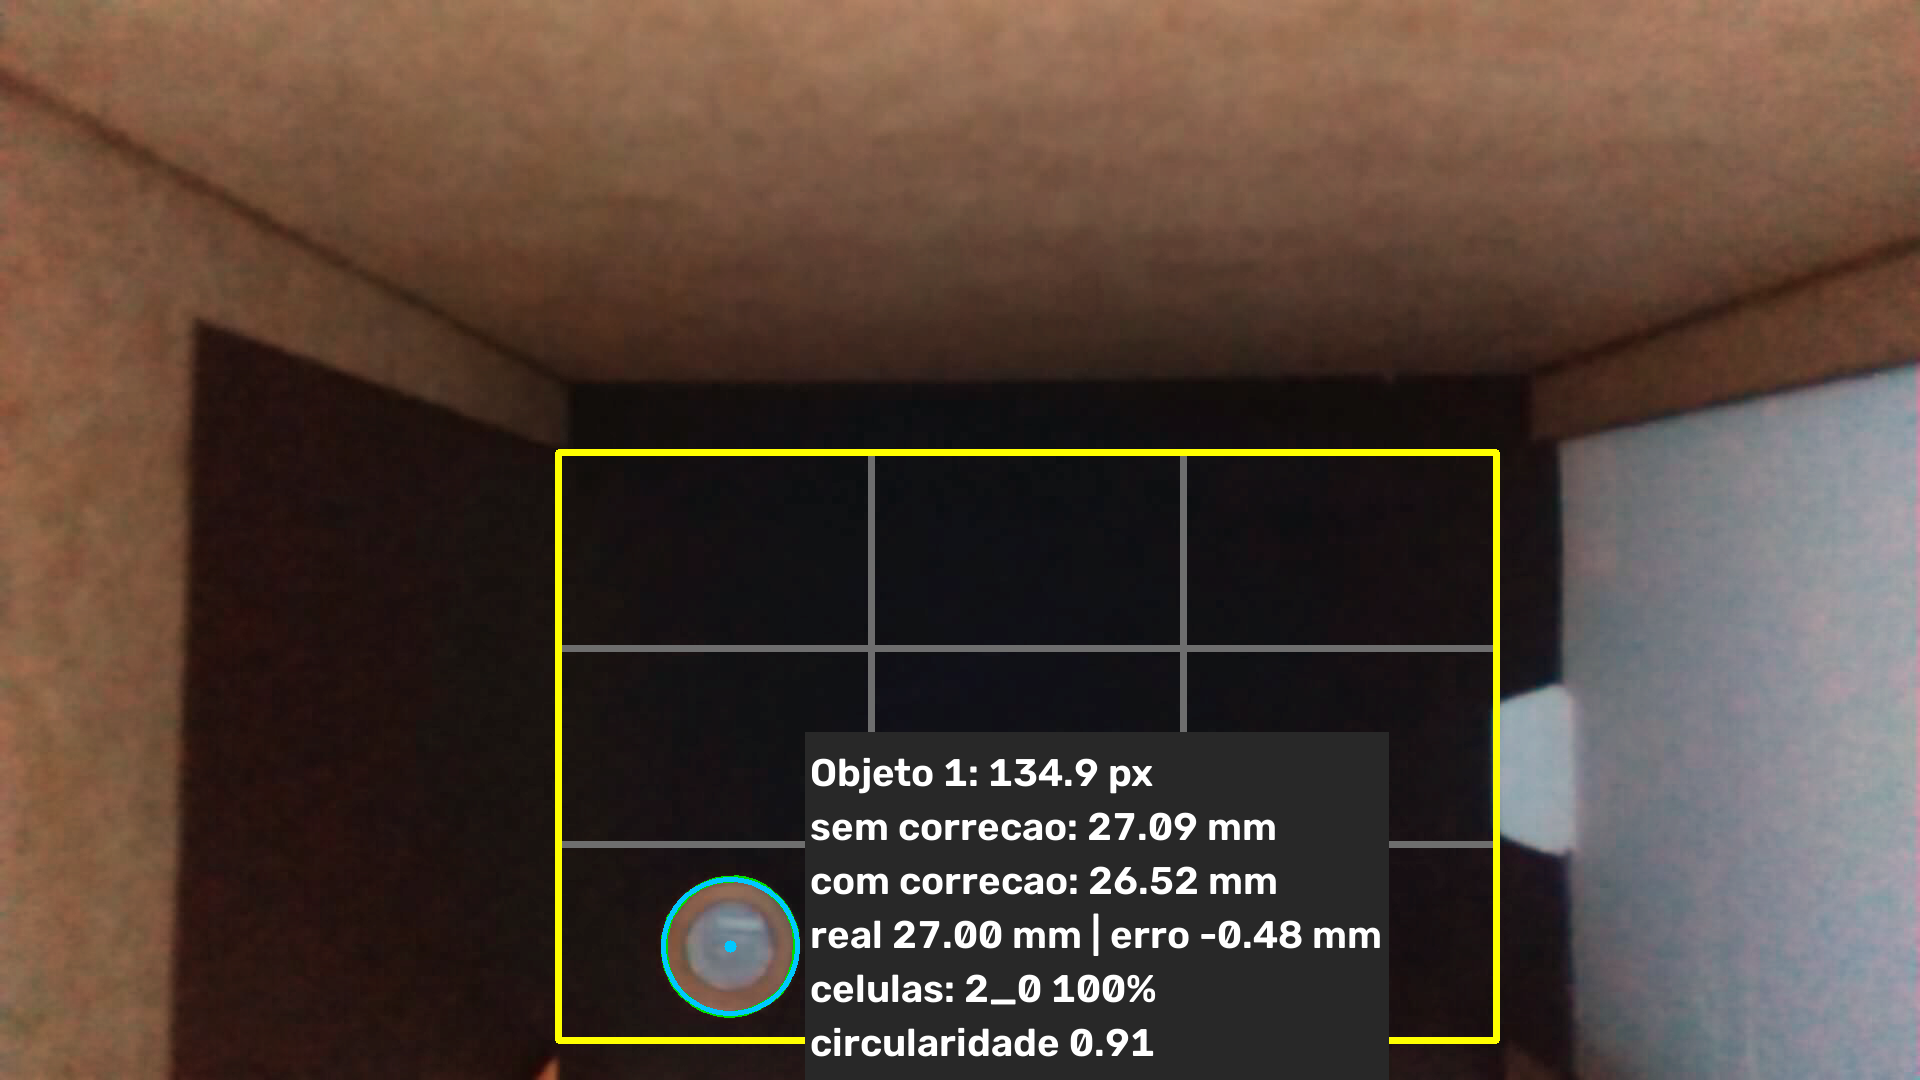 Objeto 1: 134.9 px
sem correcao: 27.09 mm
com correcao: 26.52 mm
real 27.00 mm | erro -0.48 mm
celulas: 2_0 100%
circularidade 0.91